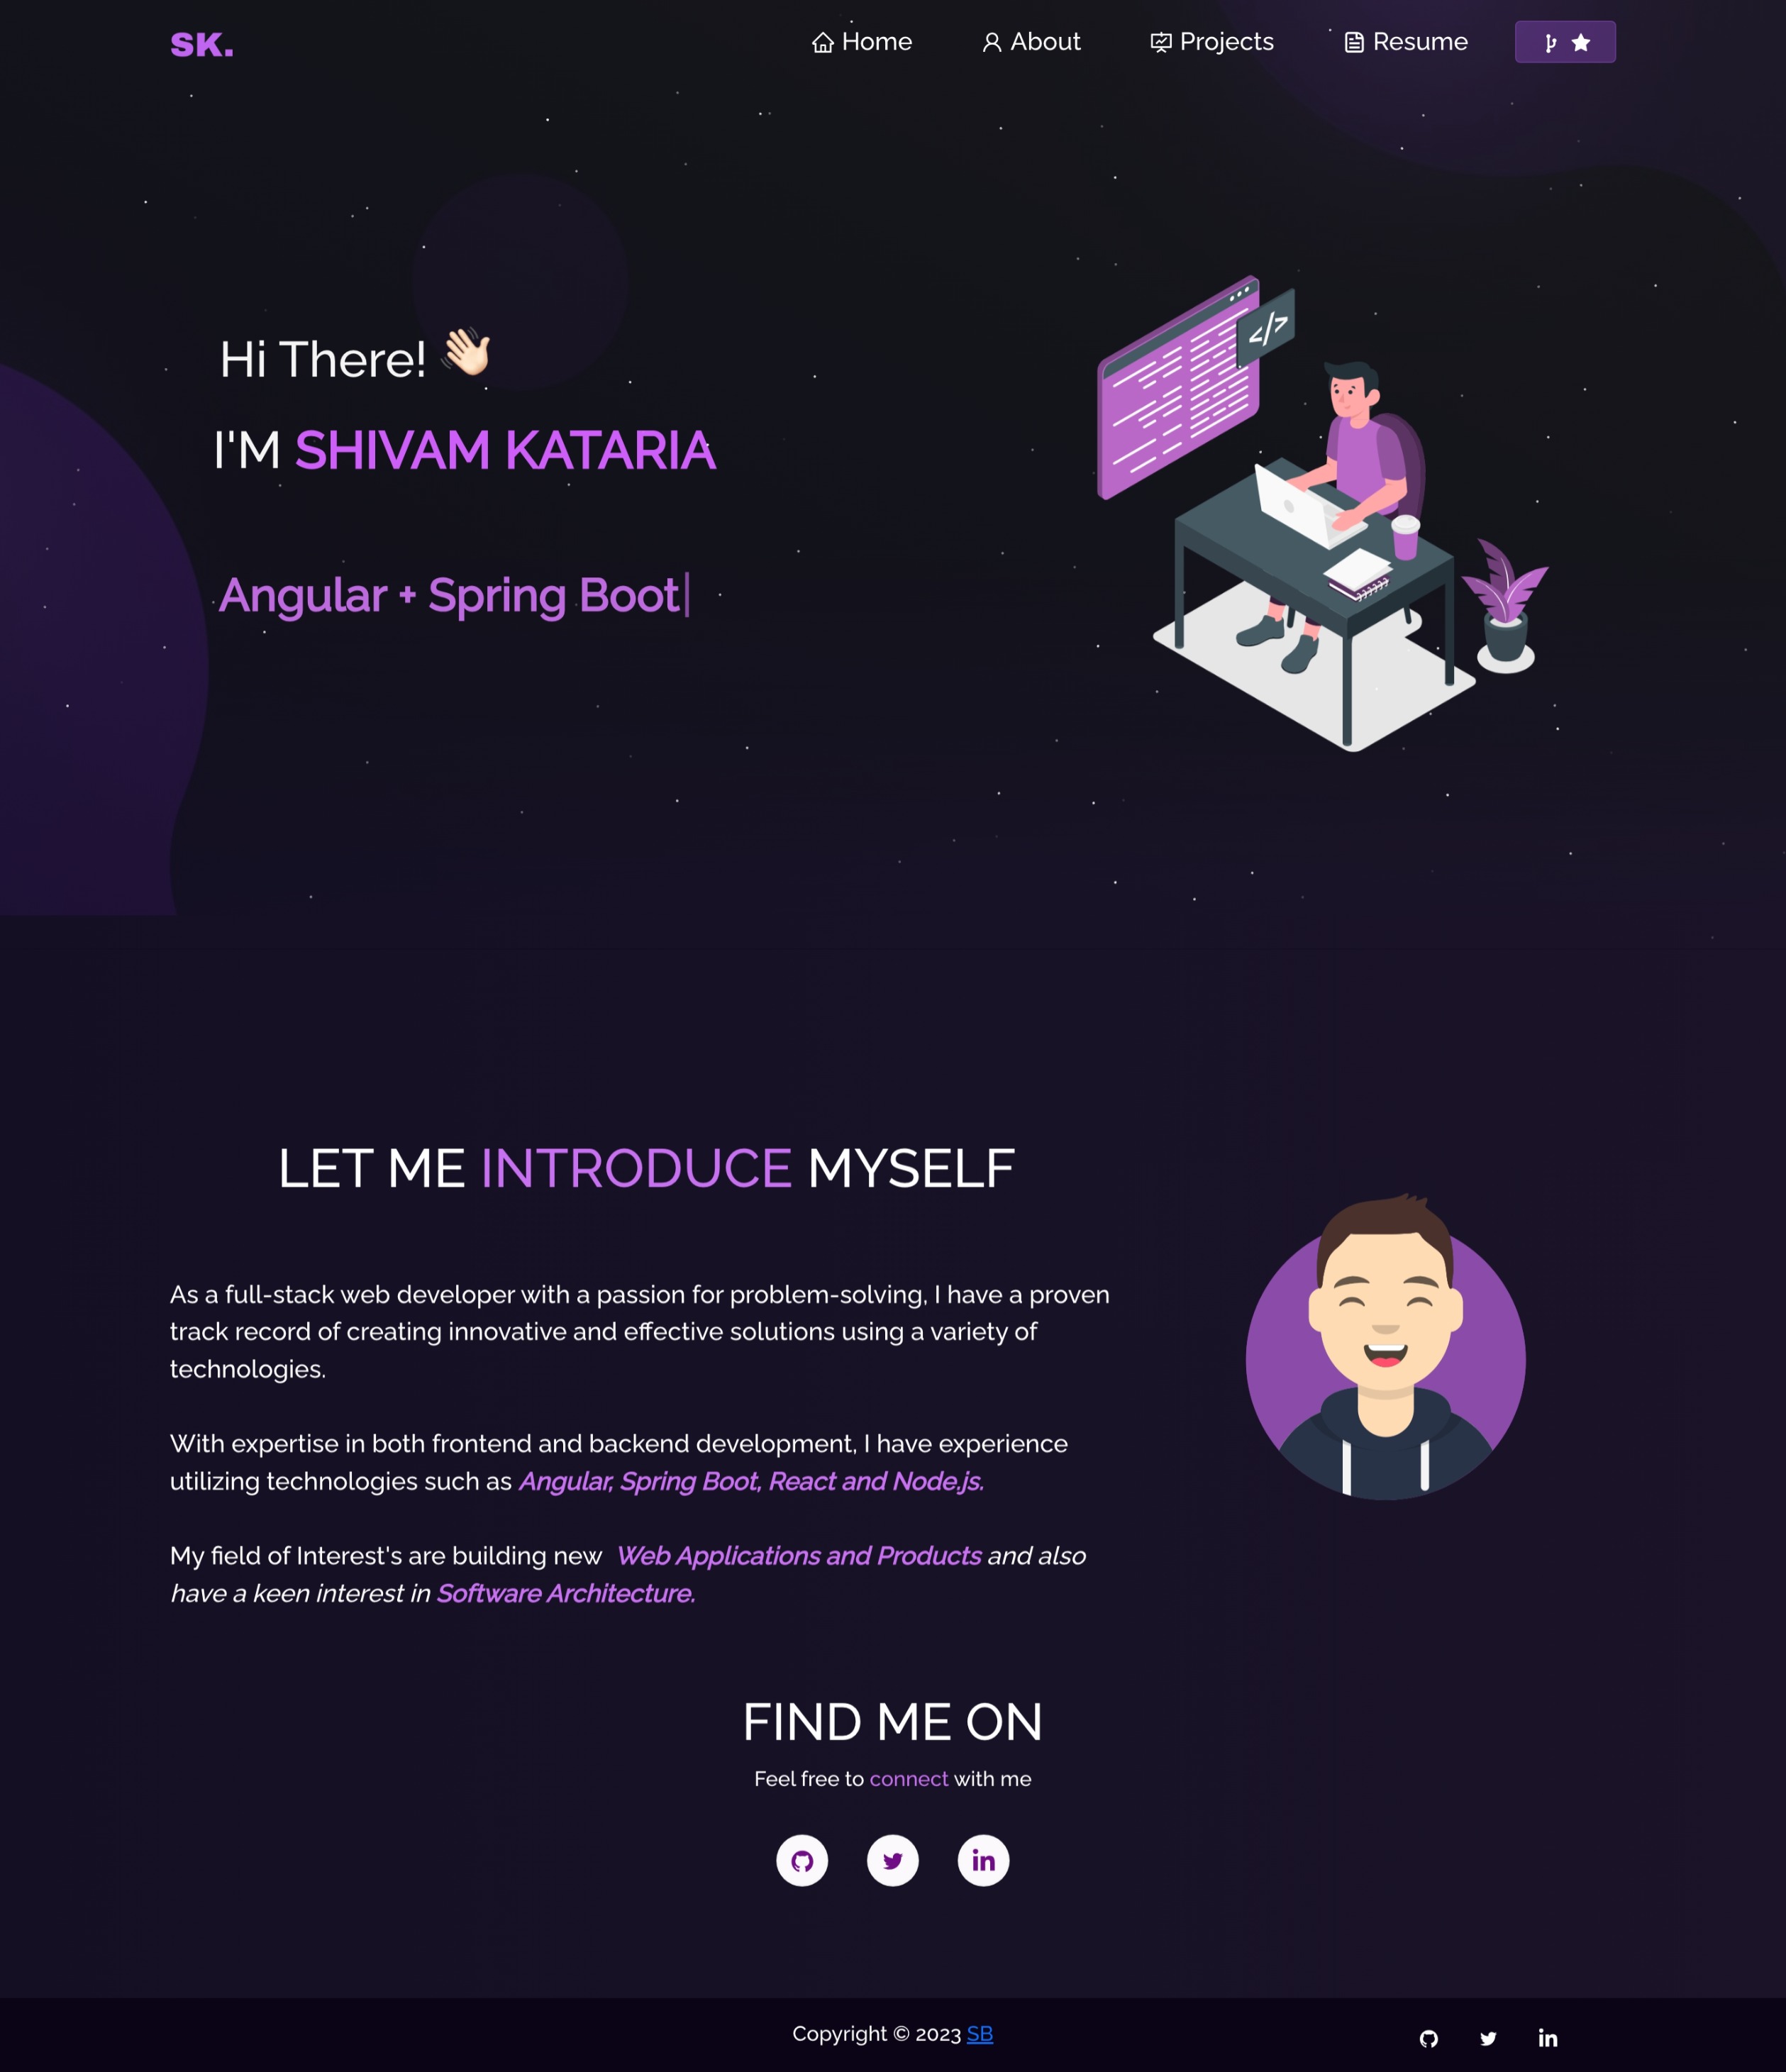 SK.
Home
About
Projects
Resume
Hi There! 👋🏻
I'M SHIVAM KATARIA
</>
Angular + Spring Boot|
LET ME INTRODUCE MYSELF
As a full-stack web developer with a passion for problem-solving, I have a proven
track record of creating innovative and effective solutions using a variety of
technologies.
With expertise in both frontend and backend development, I have experience
utilizing technologies such as Angular, Spring Boot, React and Node.js.
My field of Interest's are building new Web Applications and Products and also
have a keen interest in Software Architecture.
FIND ME ON
Feel free to connect with me
in
Copyright © 2023 SB
in